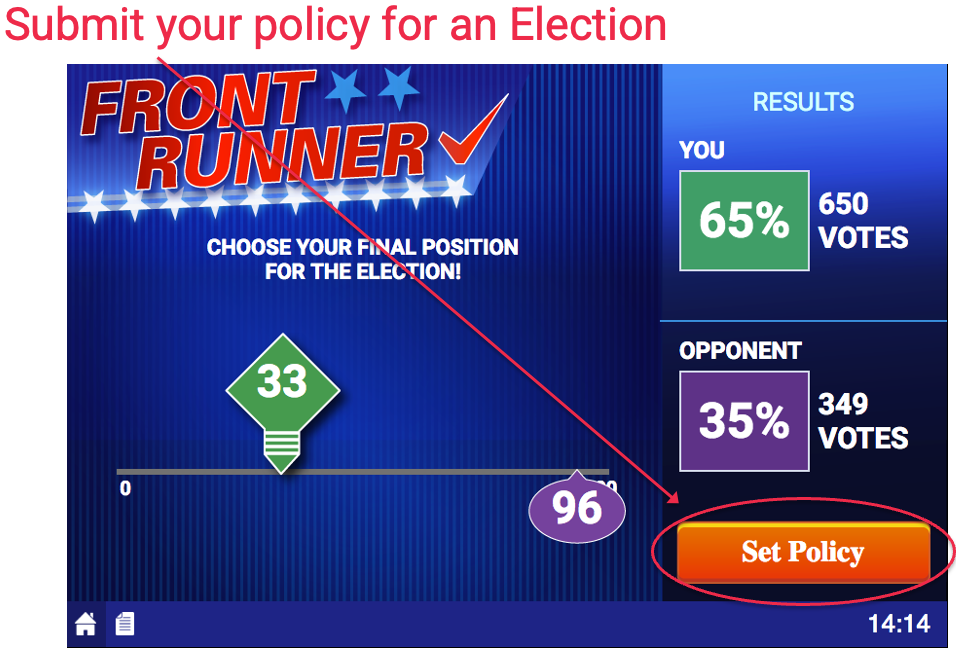 Submit your policy for an Election
FRONT
RUNNER
CHOOSE YOUR FINAL POSITION
FOR THE ELECTION!
33
0
96
RESULTS
YOU
65%
650
VOTES
OPPONENT
35%
349
VOTES
Set Policy
14:14